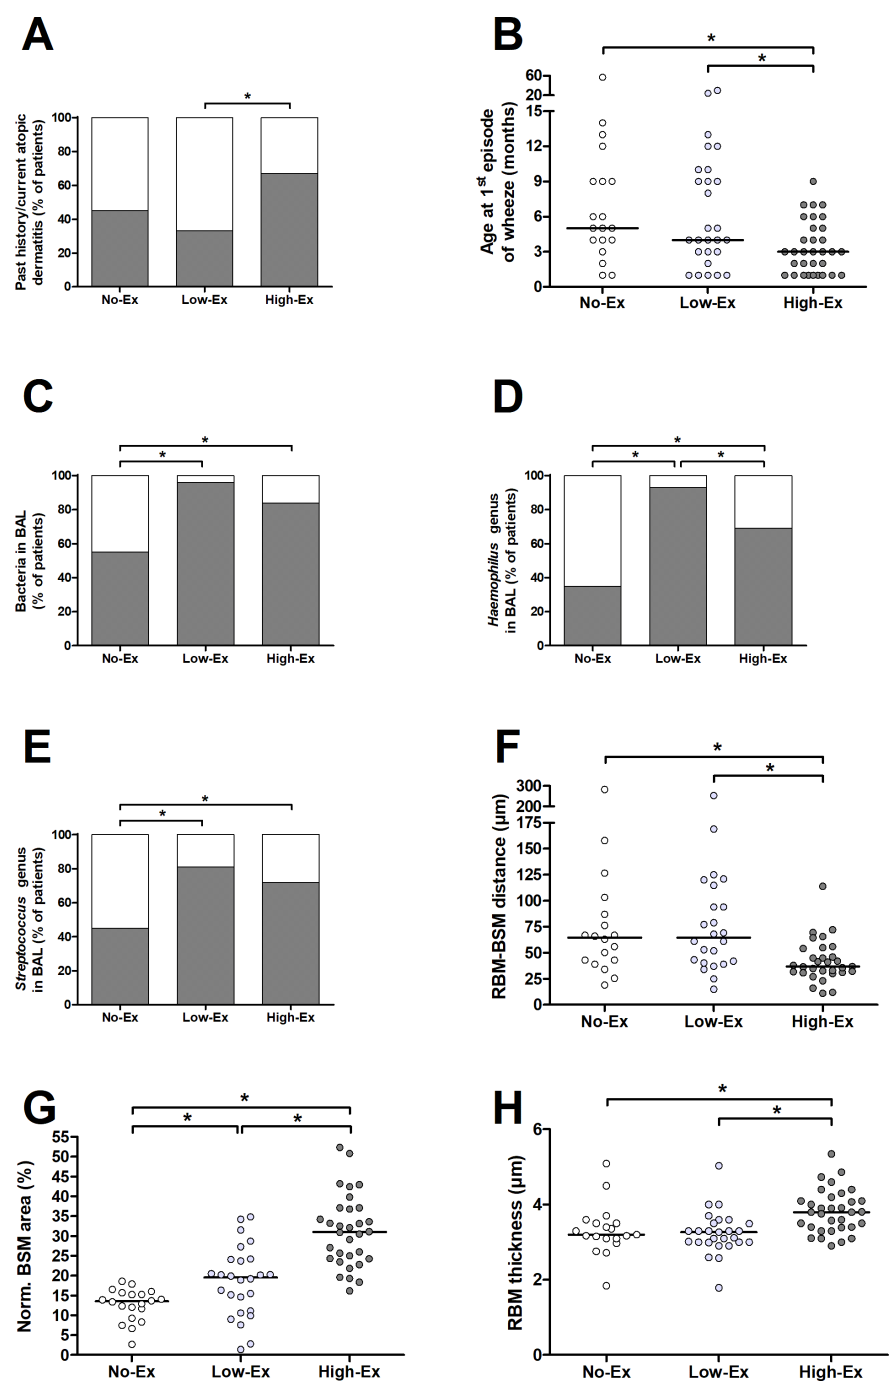 A
Past history/current atopic
dermatitis (% of patients)
100
80
60
40
20
0
*
No-Ex Low-Ex High-Ex
B
Age at 1st episode
of wheeze (months)
60
20
15
12
9
6
3
0
*
*
No-Ex Low-Ex High-Ex
C
Bacteria in BAL
(% of patients)
100
80
60
40
20
0
*
*
No-Ex Low-Ex High-Ex
D
Haemophilus genus
in BAL (% of patients)
100
80
60
40
20
0
*
* *
No-Ex Low-Ex High-Ex
E
Streptococcus genus
in BAL (% of patients)
100
80
60
40
20
0
*
*
No-Ex Low-Ex High-Ex
F
RBM-BSM distance (µm)
300
200
175
150
125
100
75
50
25
0
*
*
No-Ex Low-Ex High-Ex
G
Norm. BSM area (%)
55
50
45
40
35
30
25
20
15
10
5
0
*
* *
No-Ex Low-Ex High-Ex
H
RBM thickness (µm)
6
4
2
0
*
*
No-Ex Low-Ex High-Ex